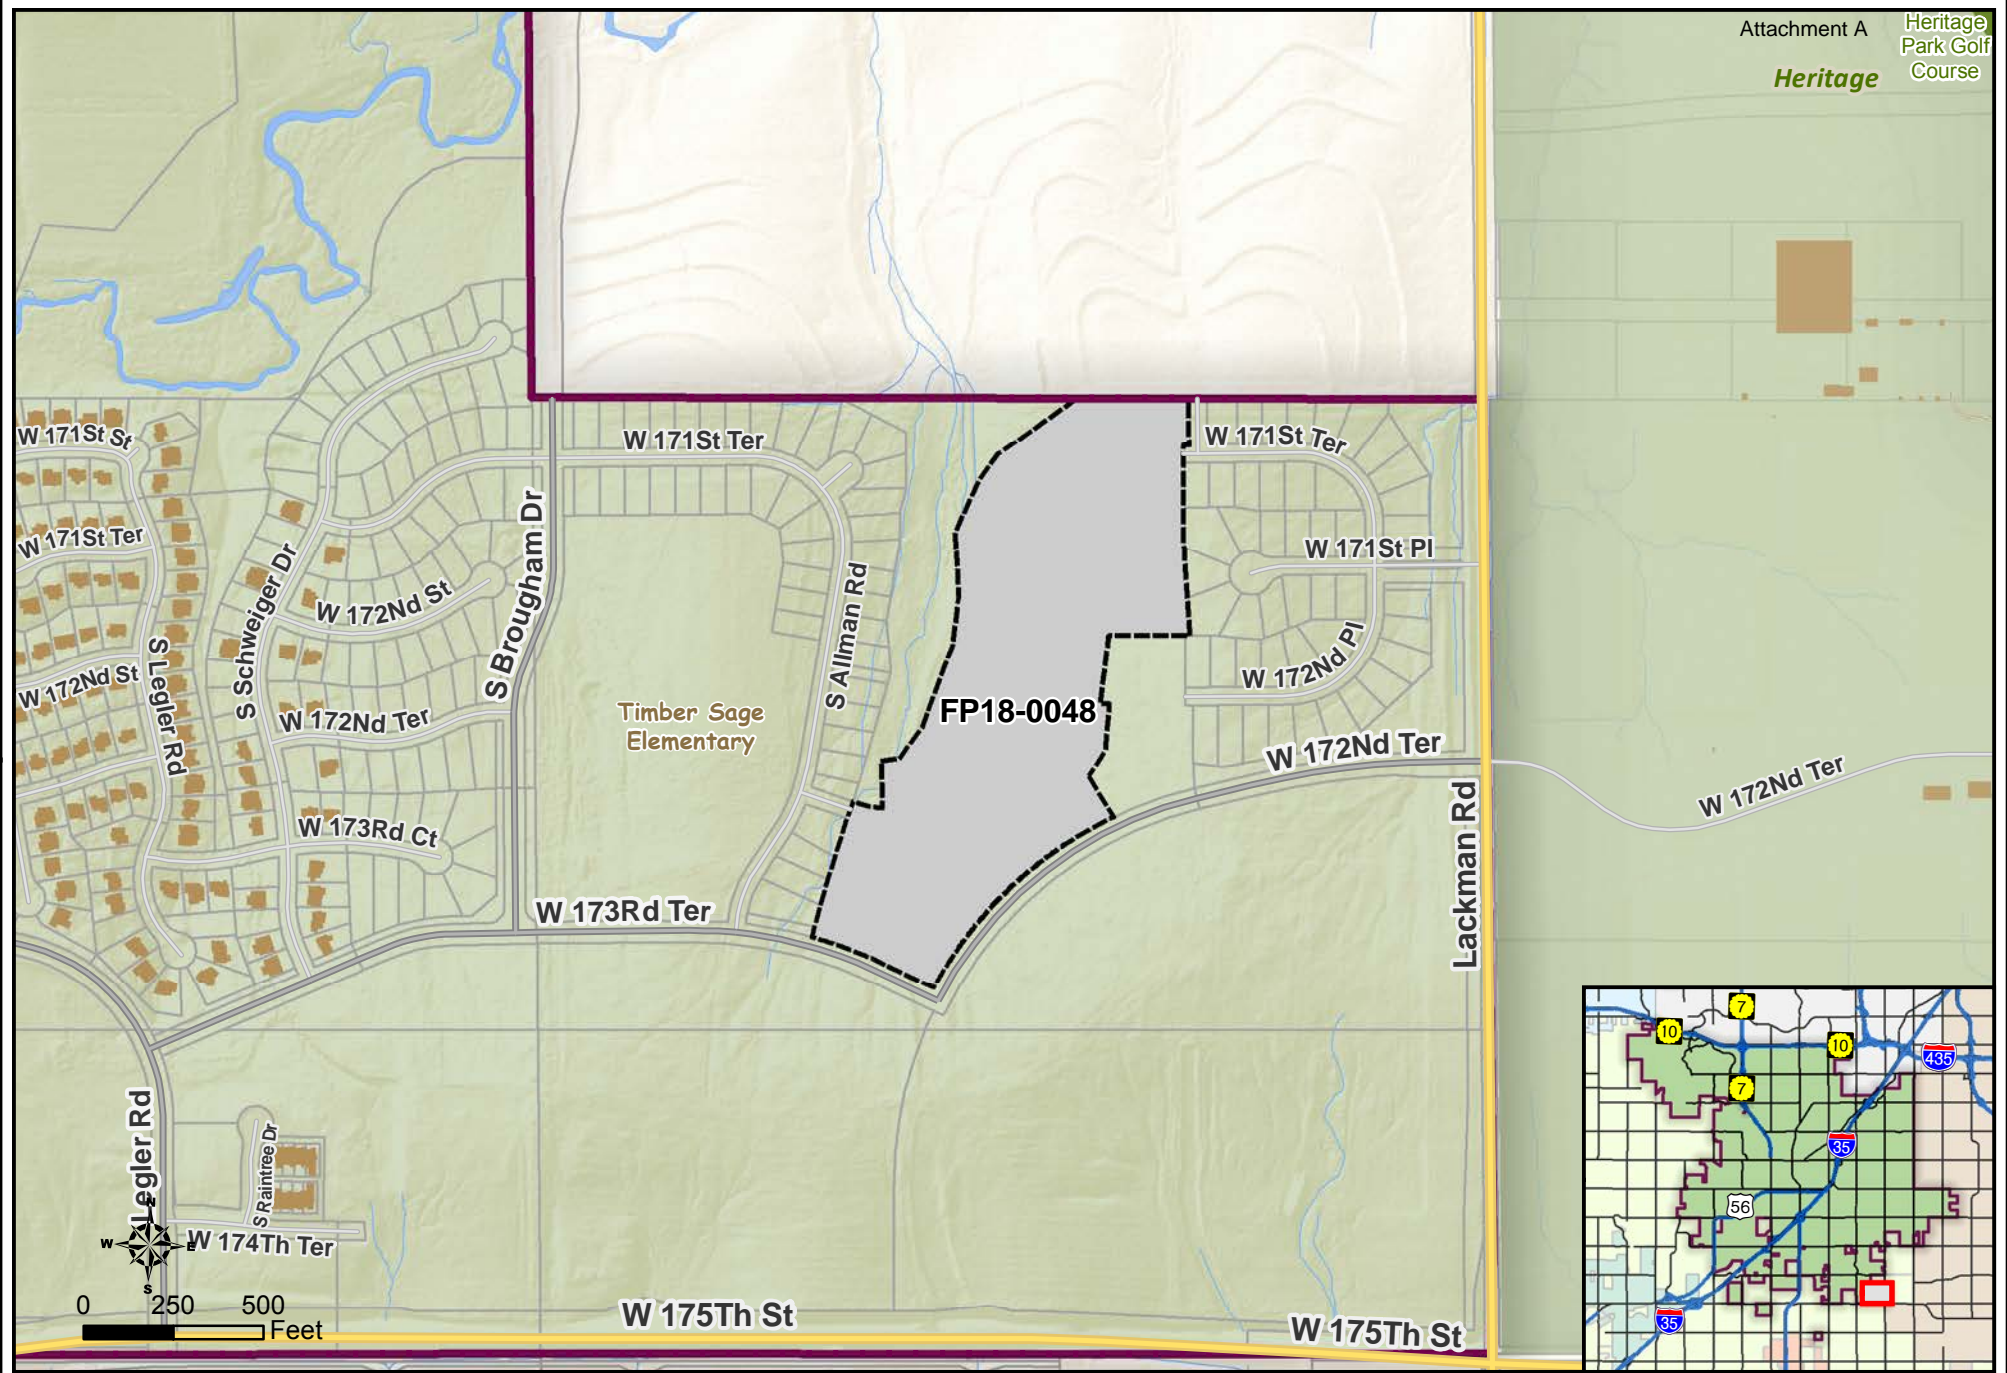 Attachment A
Heritage
Park Golf
Course
Heritage
W 171St St
W 171St Ter
W 171St Ter
W 171St Ter
W 171St Pl
S Brougham Dr
S Schweiger Dr
W 172Nd St
S Allman Rd
W 172Nd St
S Legler Rd
W 172Nd Pl
W 172Nd Ter
Timber Sage
Elementary
FP18-0048
W 172Nd Ter
W 172Nd Ter
Lackman Rd
W 173Rd Ct
W 173Rd Ter
Legler Rd
S Raintree Dr
W 174Th Ter
N
W
E
S
0 250 500
Feet
W 175Th St
W 175Th St
7
10
10
435
7
35
56
35